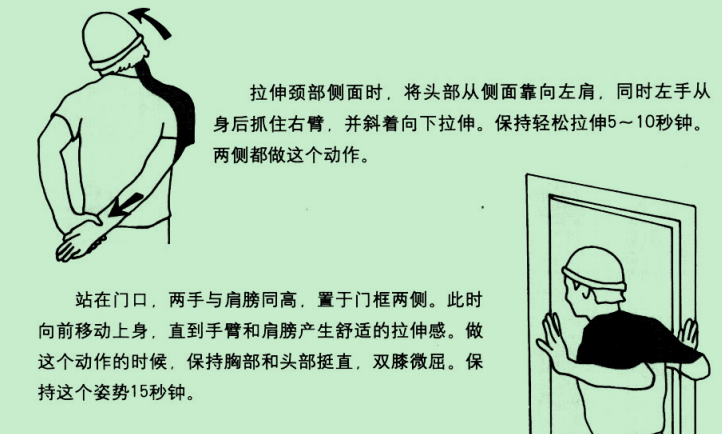 拉伸颈部侧面时，将头部从侧面靠向左肩，同时左手从
身后抓住右臂，并斜着向下拉伸。保持轻松拉伸5～10秒钟。
两侧都做这个动作。
站在门口，两手与肩膀同高，置于门框两侧。此时
向前移动上身，直到手臂和肩膀产生舒适的拉伸感。做
这个动作的时候，保持胸部和头部挺直，双膝微屈。保
持这个姿势15秒钟。